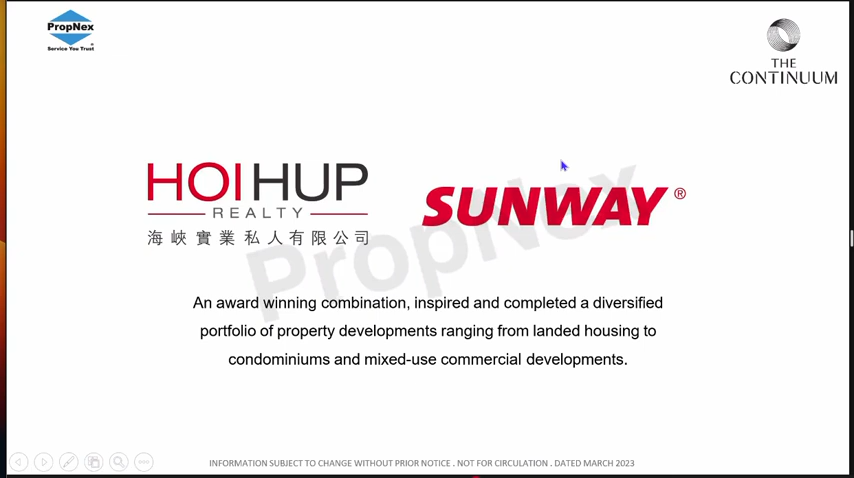 PropNex
Service You Trust
THE
CONTINUUM
HOI HUP
REALTY
海峽實業私人有限公司
SUNWAY®
PropNex
An award winning combination, inspired and completed a diversified
portfolio of property developments ranging from landed housing to
condominiums and mixed-use commercial developments.
INFORMATION SUBJECT TO CHANGE WITHOUT PRIOR NOTICE . NOT FOR CIRCULATION . DATED MARCH 2023